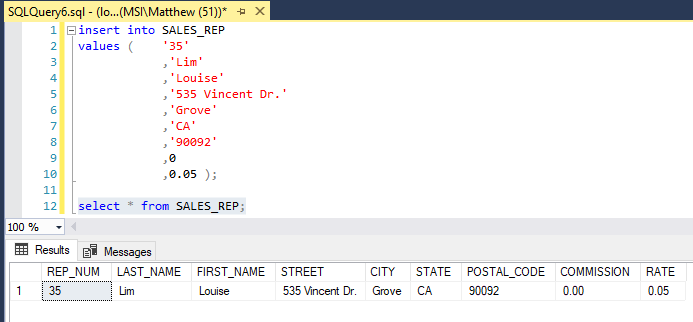 SQLQuery6.sql - (lo...(MSI\Matthew (51))*
1 insert into SALES_REP
2 values ( '35'
3 ,'Lim'
4 ,'Louise'
5 ,'535 Vincent Dr.'
6 ,'Grove'
7 ,'CA'
8 ,'90092'
9 ,0
10 ,0.05 );
11
12 select * from SALES_REP;
100 %
Results Messages
REP_NUM LAST_NAME FIRST_NAME STREET CITY STATE POSTAL_CODE COMMISSION RATE
1 35 Lim Louise 535 Vincent Dr. Grove CA 90092 0.00 0.05